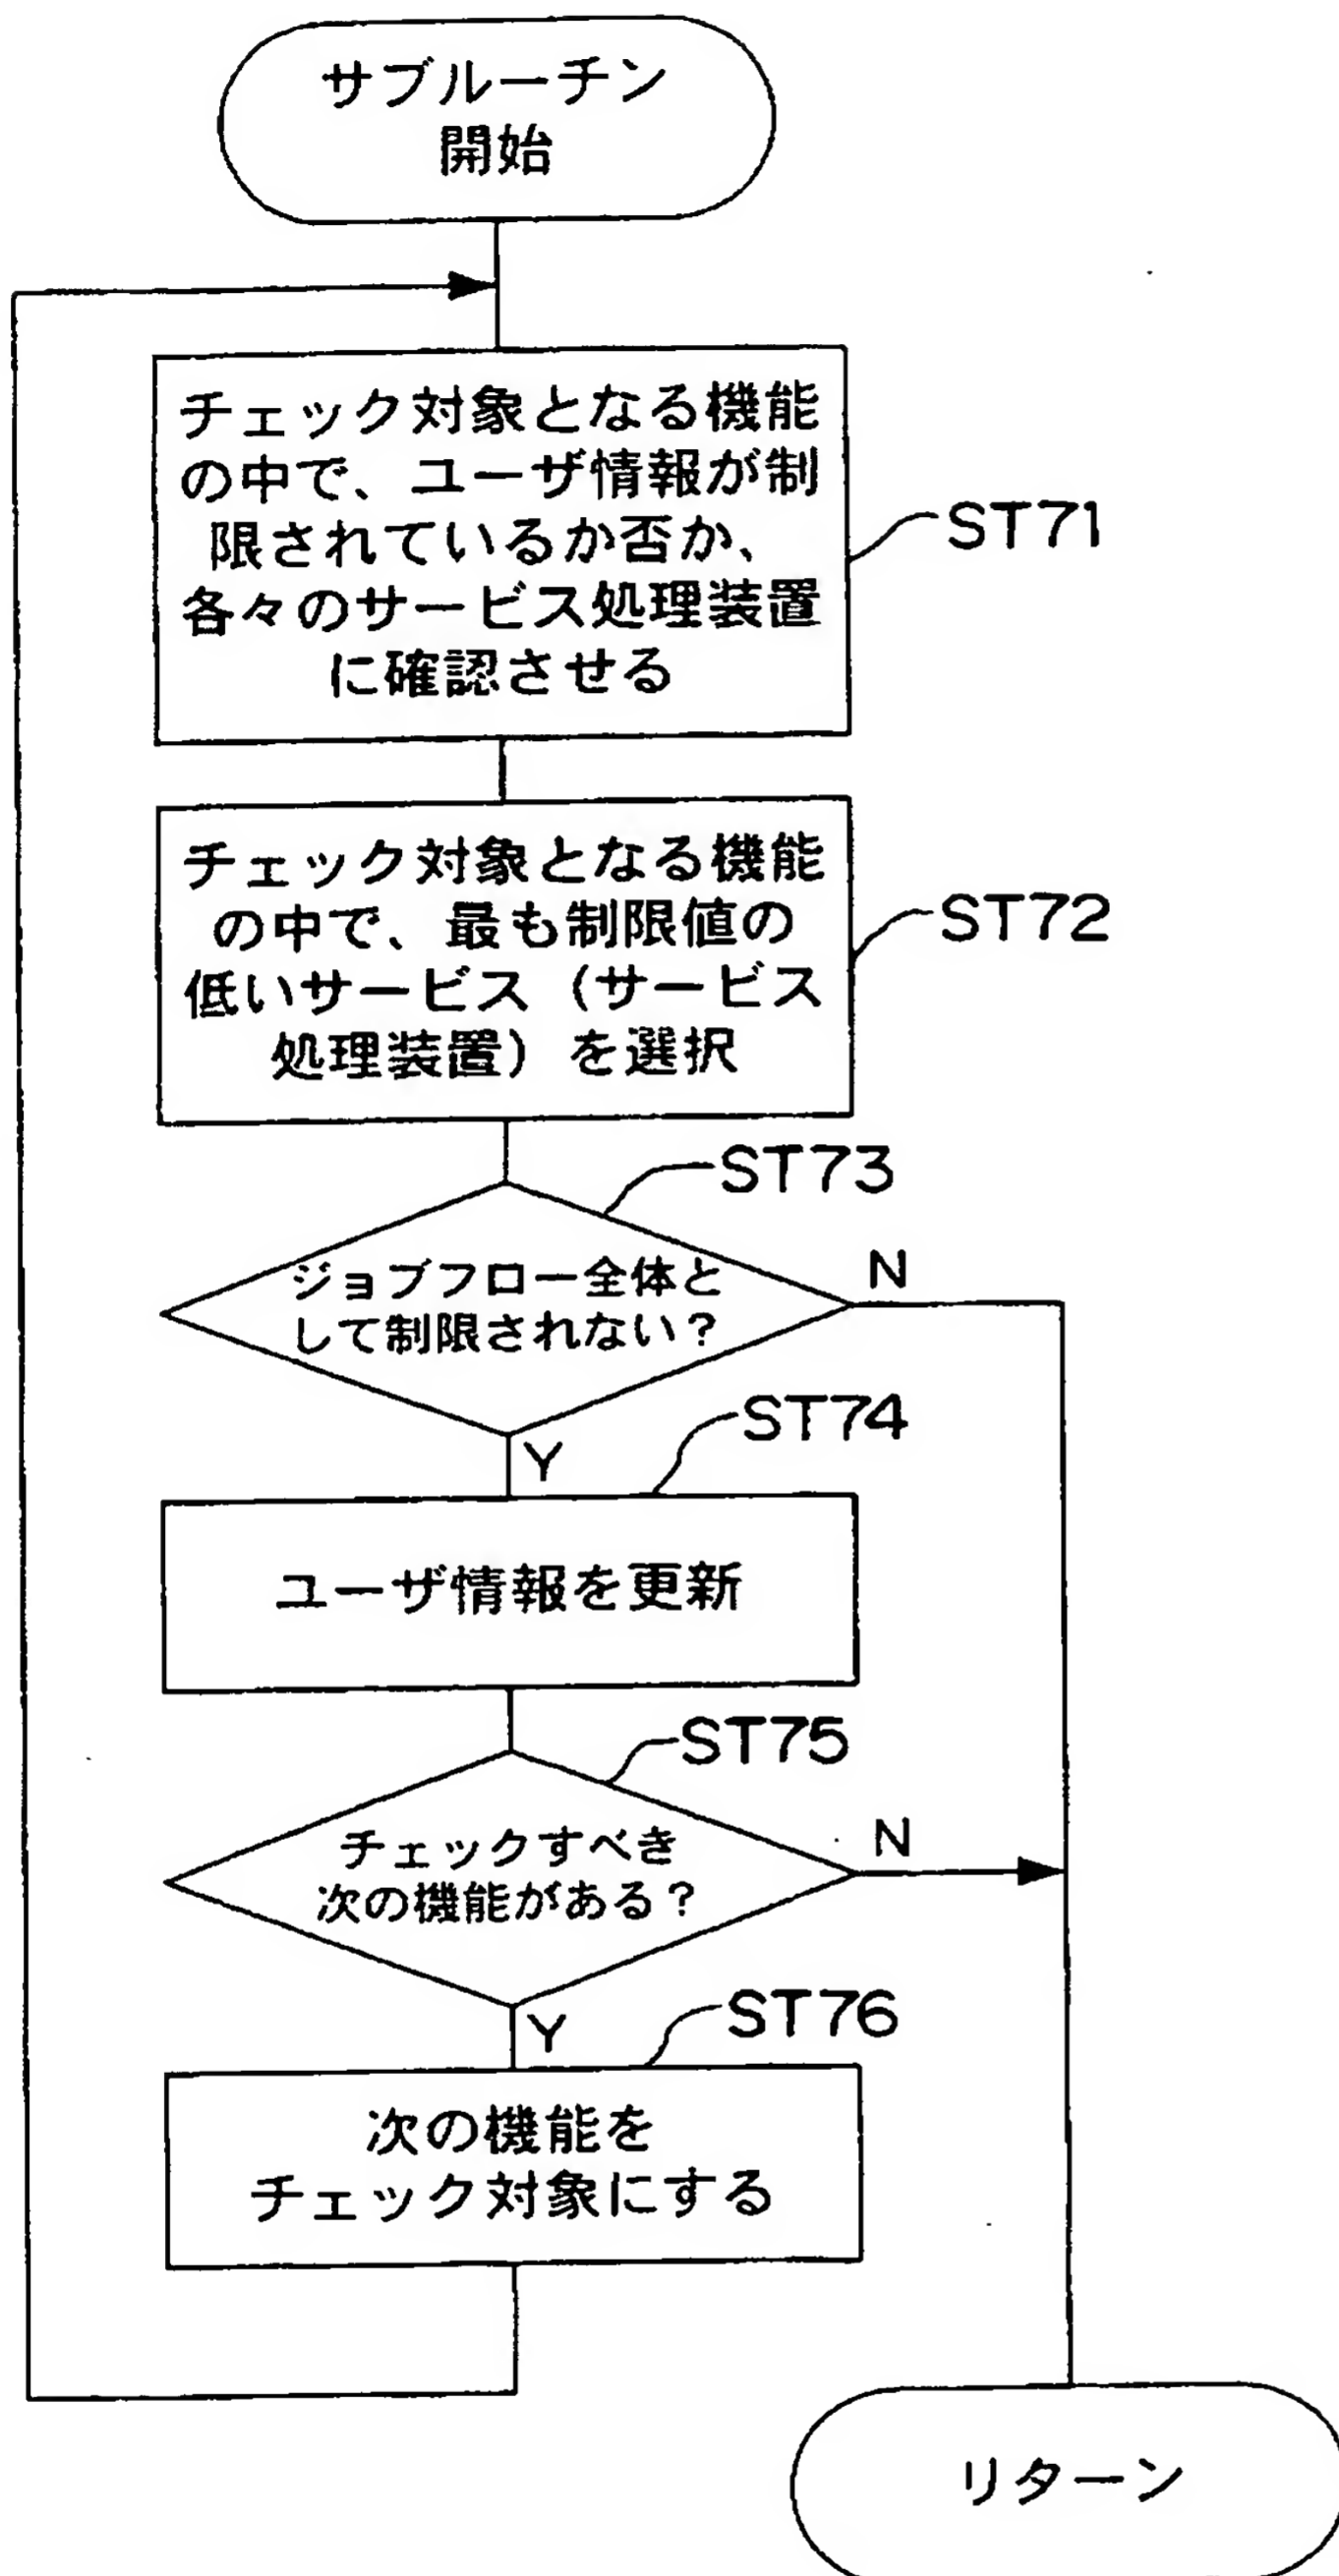 サブルーチン
開始
チェック対象となる機能
の中で、ユーザ情報が制
限されているか否か、
各々のサービス処理装置
に確認させる
ST71
チェック対象となる機能
の中で、最も制限値の
低いサービス（サービス
処理装置）を選択
ST72
ST73
ジョブフロー全体と
して制限されない？
N
Y
ST74
ユーザ情報を更新
ST75
チェックすべき
次の機能がある？
N
Y
ST76
次の機能を
チェック対象にする
リターン